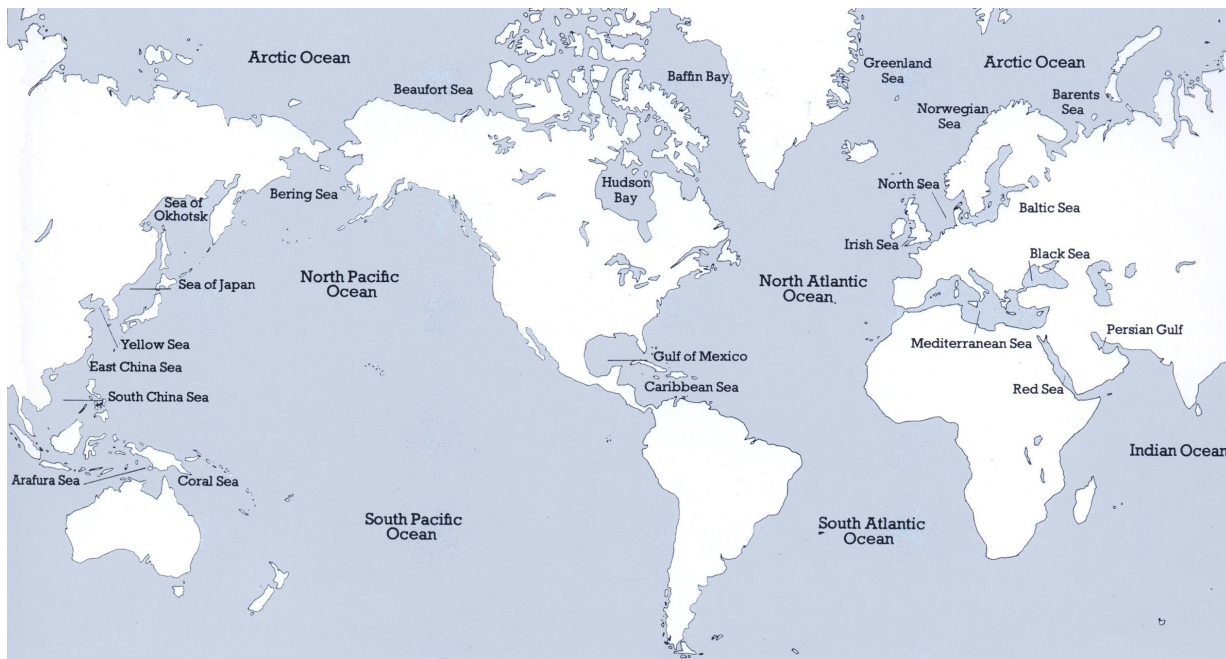 Arctic Ocean
Beaufort Sea
Baffin Bay
Greenland
Sea
Arctic Ocean
Barents
Sea
Norwegian
Sea
Sea of
Okhotsk
Bering Sea
Hudson
Bay
North Sea
Baltic Sea
Irish Sea
Black Sea
Sea of Japan
North Pacific
Ocean
North Atlantic
Ocean
Yellow Sea
Mediterranean Sea
Persian Gulf
East China Sea
Gulf of Mexico
Caribbean Sea
Red Sea
South China Sea
Indian Ocean
Arafura Sea
Coral Sea
South Pacific
Ocean
South Atlantic
Ocean